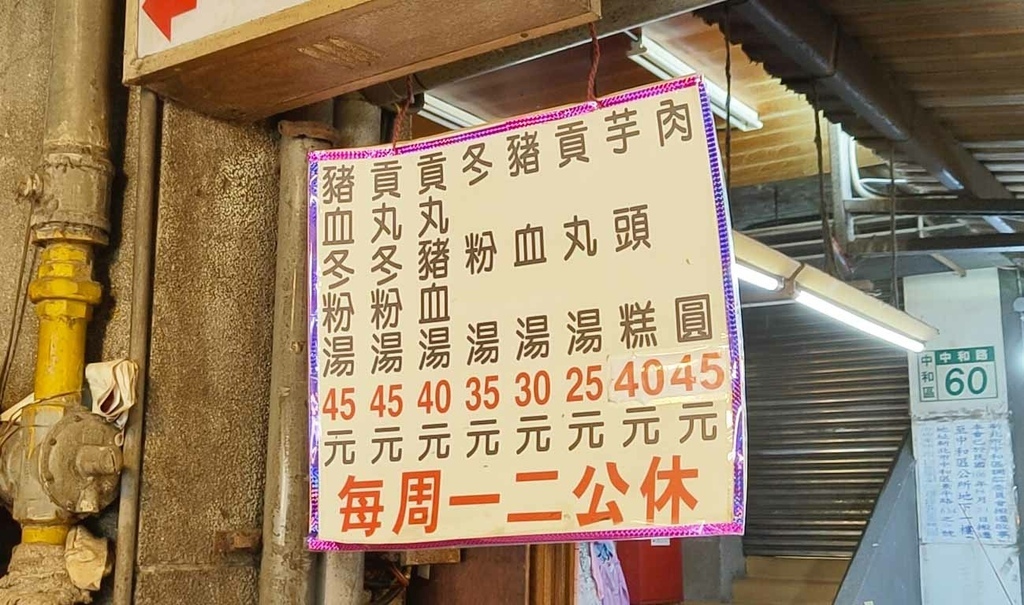 肉圓45元
芋頭糕40元
貢丸湯25元
豬血湯30元
冬粉湯35元
貢丸豬血湯40元
貢丸冬粉湯45元
豬血冬粉湯45元
每周一二公休
中和路
中和區
60